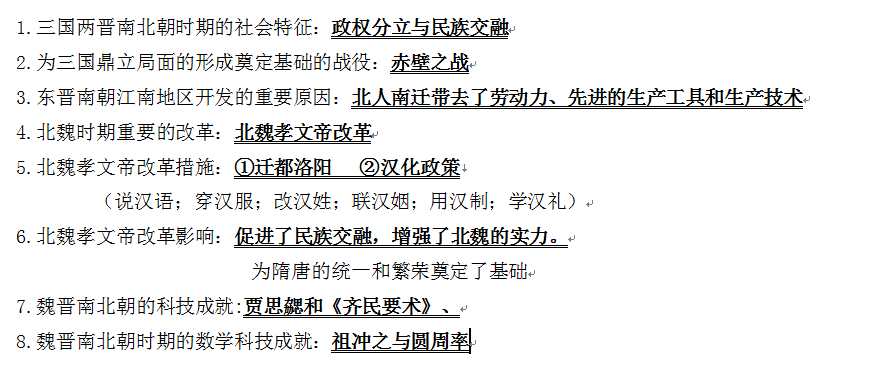 1.三国两晋南北朝时期的社会特征：政权分立与民族交融
2.为三国鼎立局面的形成奠定基础的战役：赤壁之战
3.东晋南朝江南地区开发的重要原因：北人南迁带去了劳动力、先进的生产工具和生产技术
4.北魏时期重要的改革：北魏孝文帝改革
5.北魏孝文帝改革措施：①迁都洛阳 ②汉化政策
（说汉语；穿汉服；改汉姓；联汉姻；用汉制；学汉礼）
6.北魏孝文帝改革影响：促进了民族交融，增强了北魏的实力。
为隋唐的统一和繁荣奠定了基础
7.魏晋南北朝的科技成就:贾思勰和《齐民要术》、
8.魏晋南北朝时期的数学科技成就：祖冲之与圆周率